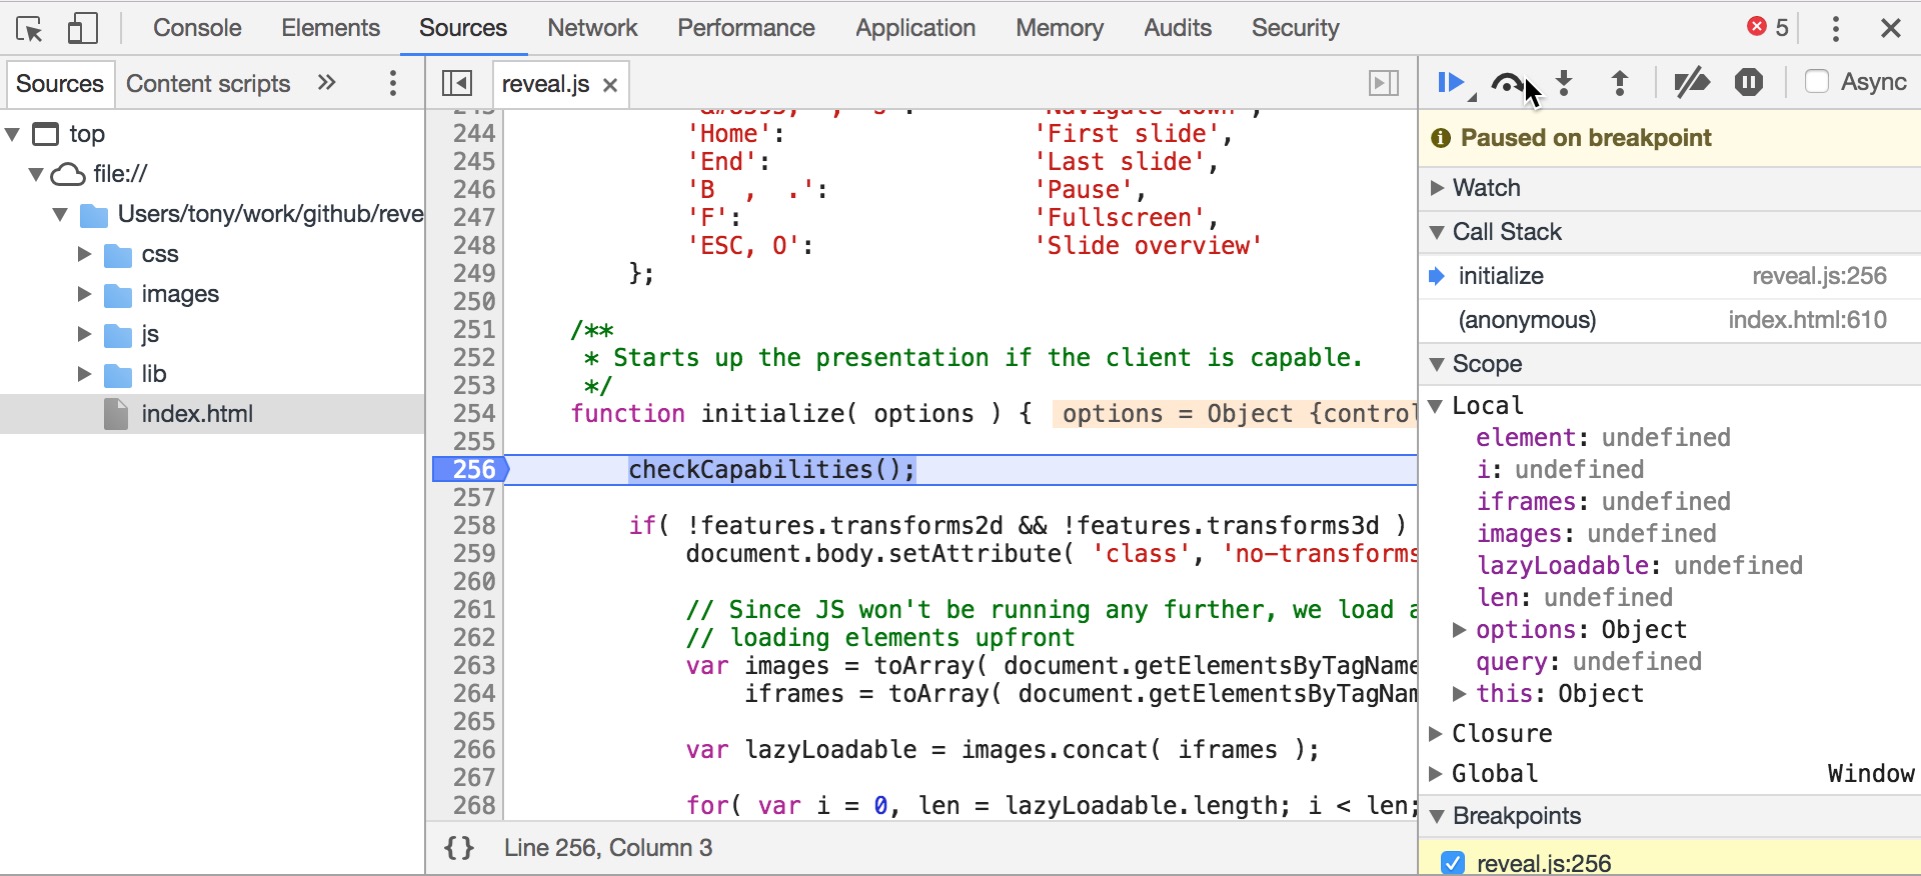 Console Elements Sources Network Performance Application Memory Audits Security 5
Sources Content scripts »
top
file://
Users/tony/work/github/reve
css
images
js
lib
index.html
reveal.js
244 'Home': 'First slide',
245 'End': 'Last slide',
246 'B , .': 'Pause',
247 'F': 'Fullscreen',
248 'ESC, O': 'Slide overview'
249 };
250
251 /**
252 * Starts up the presentation if the client is capable.
253 */
254 function initialize( options ) { options = Object {control
255
256 checkCapabilities();
257
258 if( !features.transforms2d && !features.transforms3d )
259 document.body.setAttribute( 'class', 'no-transforms
260
261 // Since JS won't be running any further, we load a
262 // loading elements upfront
263 var images = toArray( document.getElementsByTagName
264 iframes = toArray( document.getElementsByTagNam
265
266 var lazyLoadable = images.concat( iframes );
267
268 for( var i = 0, len = lazyLoadable.length; i < len;
{} Line 256, Column 3
Async
Paused on breakpoint
Watch
Call Stack
initialize reveal.js:256
(anonymous) index.html:610
Scope
Local
element: undefined
i: undefined
iframes: undefined
images: undefined
lazyLoadable: undefined
len: undefined
options: Object
query: undefined
this: Object
Closure
Global Window
Breakpoints
reveal.js:256